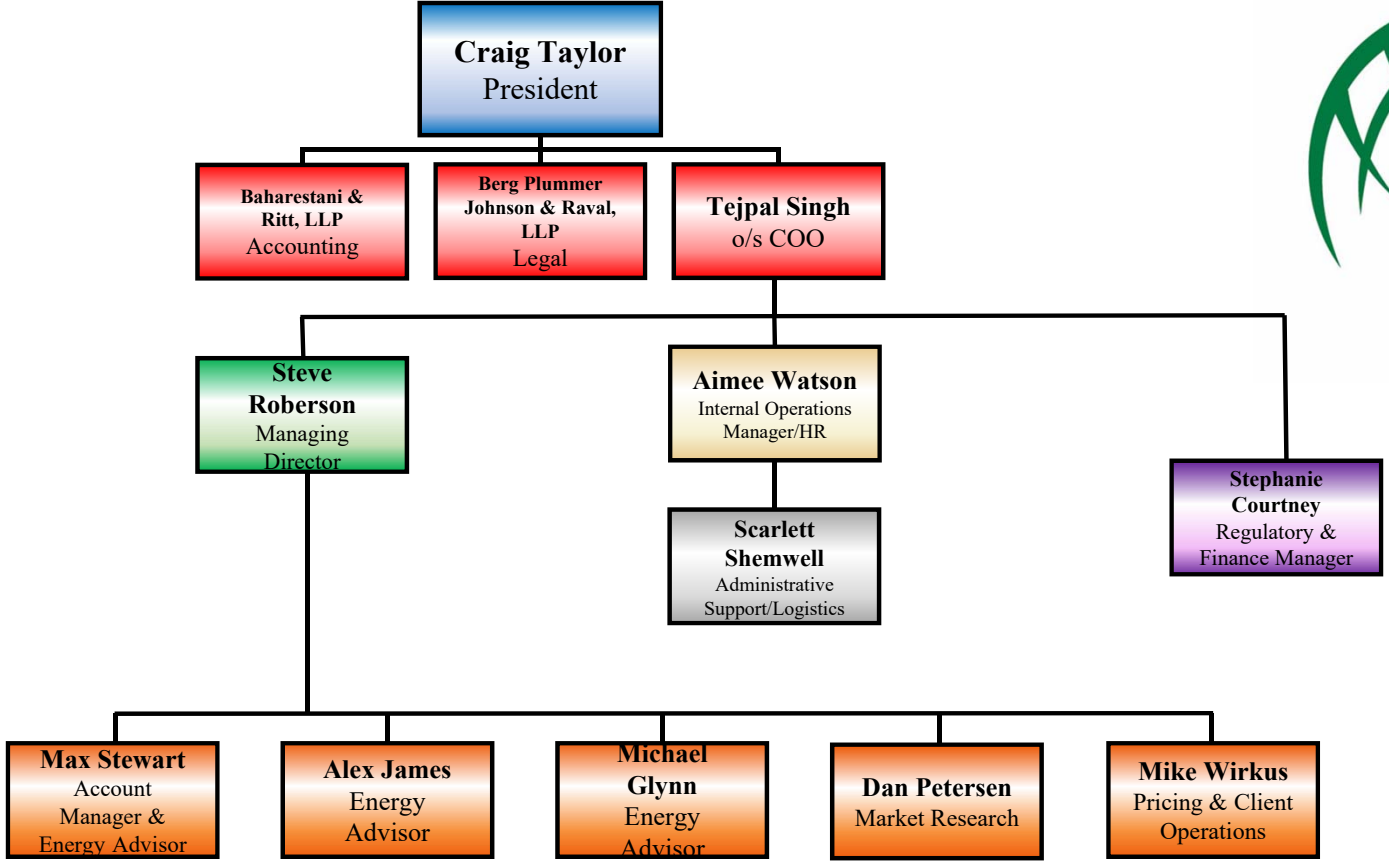 Craig Taylor
President
Baharestani &
Ritt, LLP
Accounting
Berg Plummer
Johnson & Raval,
LLP
Legal
Tejpal Singh
o/s COO
Steve
Roberson
Managing
Director
Aimee Watson
Internal Operations
Manager/HR
Stephanie
Courtney
Regulatory &
Finance Manager
Scarlett
Shemwell
Administrative
Support/Logistics
Max Stewart
Account
Manager &
Energy Advisor
Alex James
Energy
Advisor
Michael
Glynn
Energy
Advisor
Dan Petersen
Market Research
Mike Wirkus
Pricing & Client
Operations